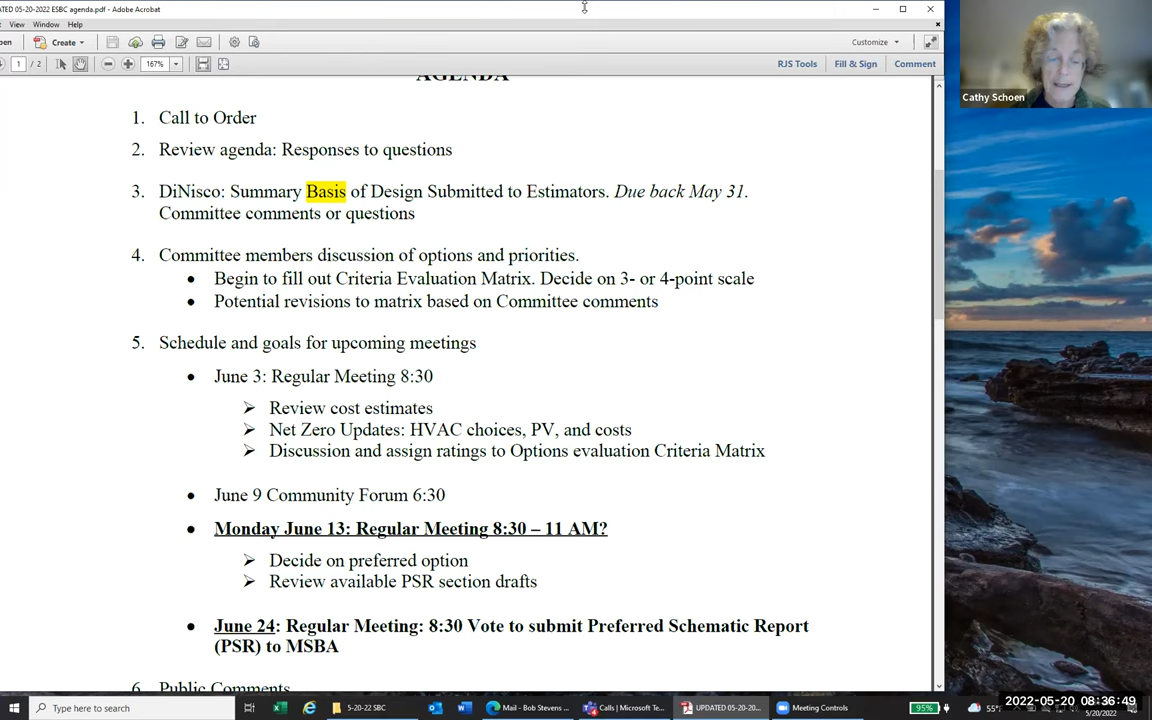 ATED 05-20-2022 ESBC agenda.pdf - Adobe Acrobat
View Window Help
pen Create Customize
1 / 2 167% RJS Tools Fill & Sign Comment
AGENDA
1. Call to Order
2. Review agenda: Responses to questions
3. DiNisco: Summary Basis of Design Submitted to Estimators. Due back May 31.
Committee comments or questions
4. Committee members discussion of options and priorities.
• Begin to fill out Criteria Evaluation Matrix. Decide on 3- or 4-point scale
• Potential revisions to matrix based on Committee comments
5. Schedule and goals for upcoming meetings
• June 3: Regular Meeting 8:30
➢ Review cost estimates
➢ Net Zero Updates: HVAC choices, PV, and costs
➢ Discussion and assign ratings to Options evaluation Criteria Matrix
• June 9 Community Forum 6:30
• Monday June 13: Regular Meeting 8:30 – 11 AM?
➢ Decide on preferred option
➢ Review available PSR section drafts
• June 24: Regular Meeting: 8:30 Vote to submit Preferred Schematic Report
(PSR) to MSBA
6. Public Comments
Cathy Schoen
Type here to search
5-20-22 SBC
Mail - Bob Stevens ...
Calls | Microsoft Te...
UPDATED 05-20-20...
Meeting Controls
95%
55°
2022-05-20 08:36:49
5/20/2022